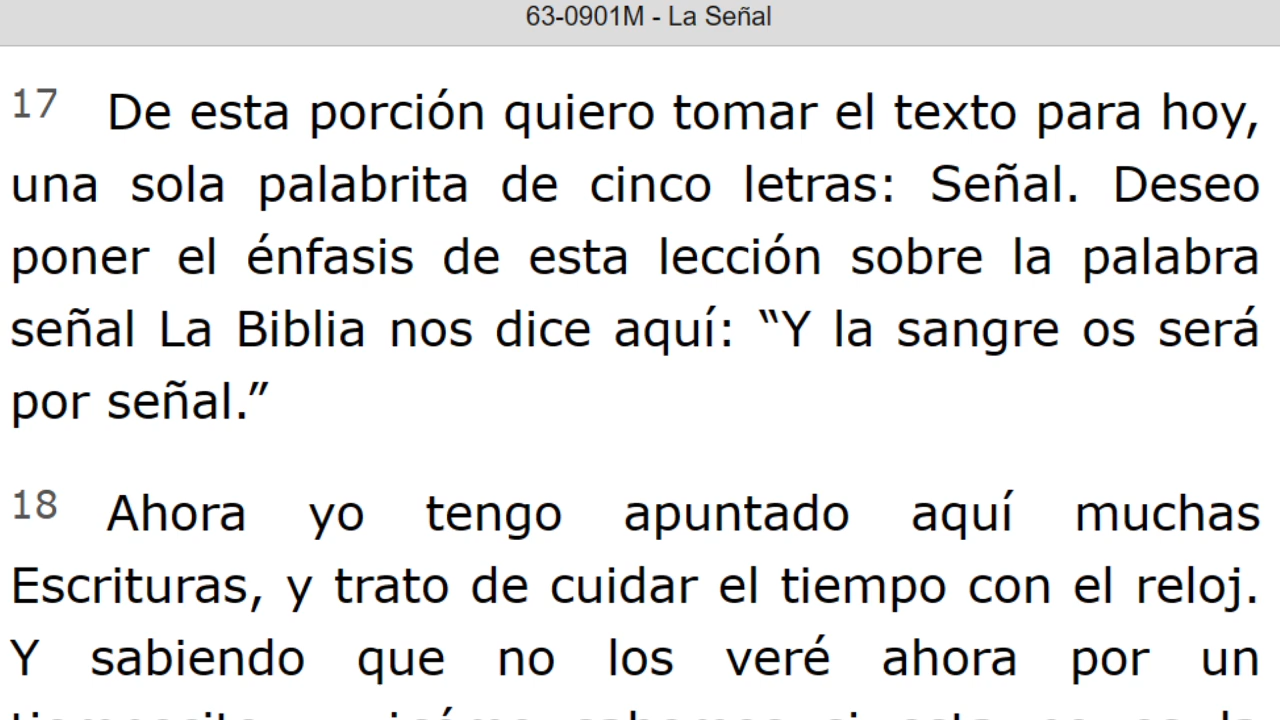 63-0901M - La Señal
17 De esta porción quiero tomar el texto para hoy,
una sola palabrita de cinco letras: Señal. Deseo
poner el énfasis de esta lección sobre la palabra
señal La Biblia nos dice aquí: “Y la sangre os será
por señal.”
18 Ahora yo tengo apuntado aquí muchas
Escrituras, y trato de cuidar el tiempo con el reloj.
Y sabiendo que no los veré ahora por un